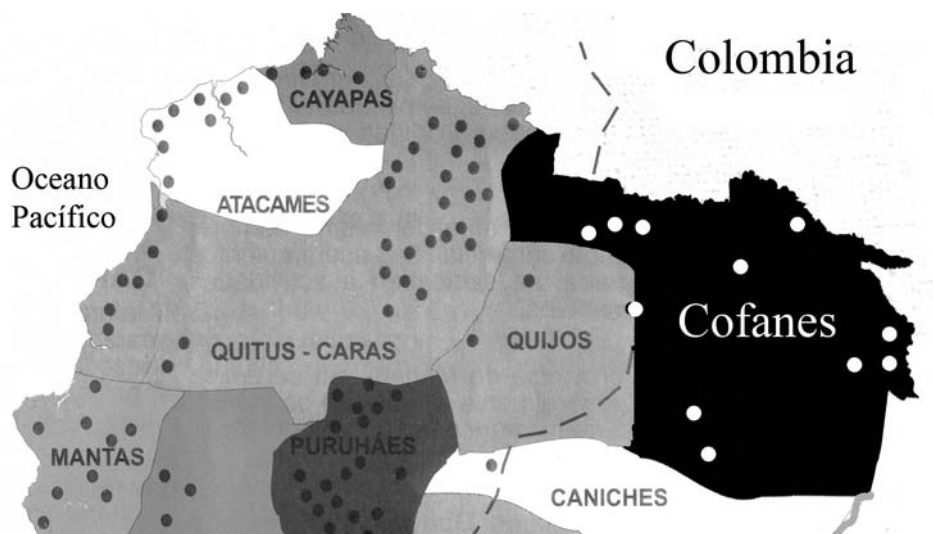 Colombia
CAYAPAS
Oceano
Pacífico
ATACAMES
Cofanes
QUITUS - CARAS
QUIJOS
PURUHÁES
MANTAS
CANICHES